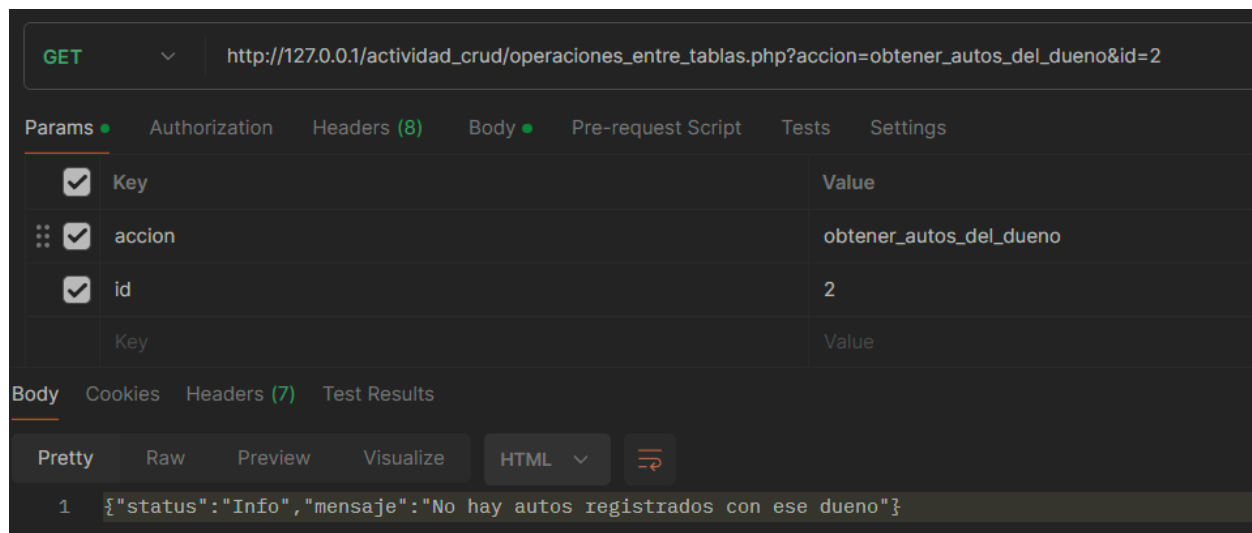 GET http://127.0.0.1/actividad_crud/operaciones_entre_tablas.php?accion=obtener_autos_del_dueno&id=2
Params Authorization Headers (8) Body Pre-request Script Tests Settings
Key Value
accion obtener_autos_del_dueno
id 2
Key Value
Body Cookies Headers (7) Test Results
Pretty Raw Preview Visualize HTML
1 {"status":"Info","mensaje":"No hay autos registrados con ese dueno"}